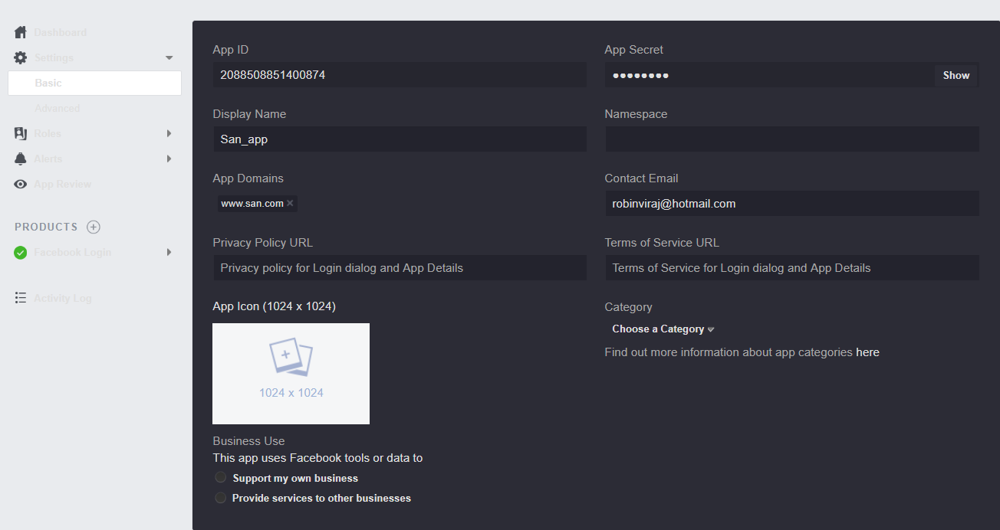 Dashboard
Settings
Basic
Advanced
Roles
Alerts
App Review
PRODUCTS
Facebook Login
Activity Log
App ID
2088508851400874
App Secret
●●●●●●●●
Show
Display Name
San_app
Namespace
App Domains
www.san.com
Contact Email
robinviraj@hotmail.com
Privacy Policy URL
Privacy policy for Login dialog and App Details
Terms of Service URL
Terms of Service for Login dialog and App Details
App Icon (1024 x 1024)
1024 x 1024
Category
Choose a Category
Find out more information about app categories here
Business Use
This app uses Facebook tools or data to
Support my own business
Provide services to other businesses